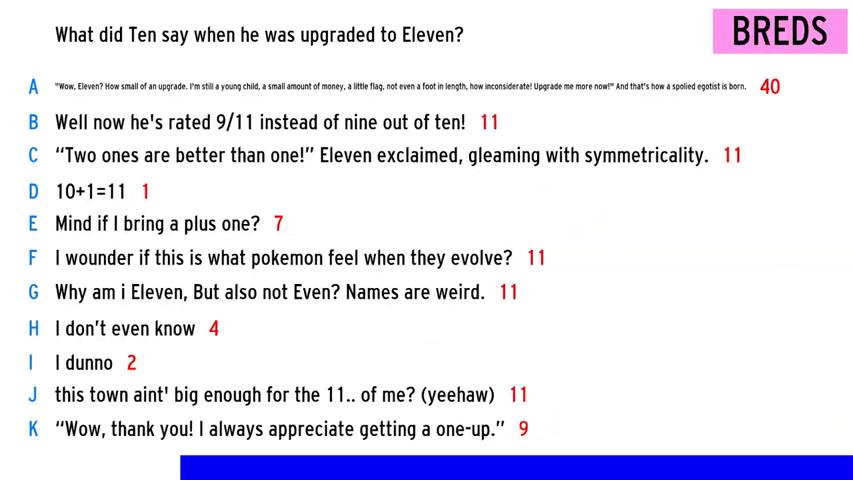 What did Ten say when he was upgraded to Eleven?
BREDS
A "Wow, Eleven? How small of an upgrade. I'm still a young child, a small amount of money, a little flag, not even a foot in length, how inconsiderate! Upgrade me more now!" And that's how a spolied egotist is born. 40
B Well now he's rated 9/11 instead of nine out of ten! 11
C “Two ones are better than one!” Eleven exclaimed, gleaming with symmetricality. 11
D 10+1=11 1
E Mind if I bring a plus one? 7
F I wounder if this is what pokemon feel when they evolve? 11
G Why am i Eleven, But also not Even? Names are weird. 11
H I don’t even know 4
I I dunno 2
J this town aint' big enough for the 11.. of me? (yeehaw) 11
K “Wow, thank you! I always appreciate getting a one-up.” 9